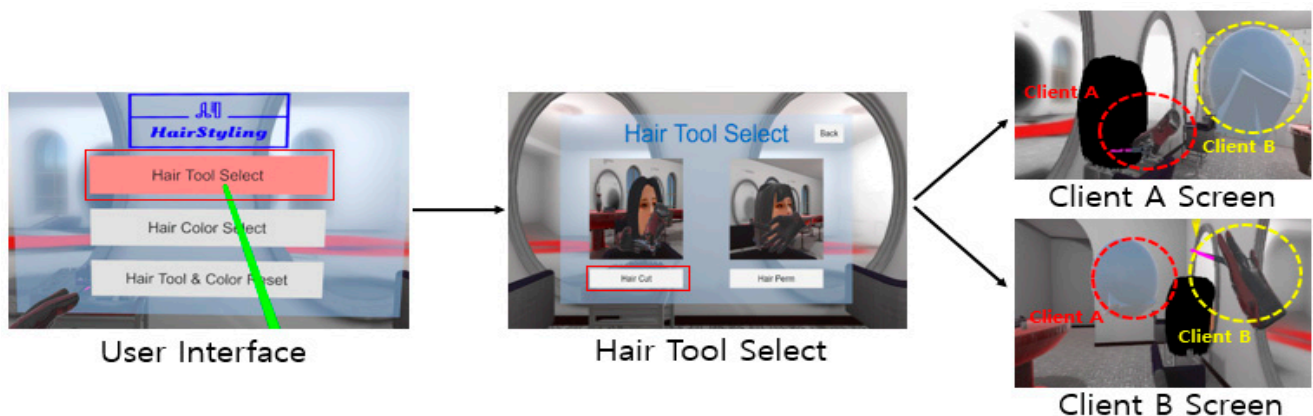 HairStyling
Hair Tool Select
Hair Color Select
Hair Tool & Color Reset
User Interface
Hair Tool Select
Back
Hair Cut
Hair Perm
Hair Tool Select
Client A
Client B
Client A Screen
Client A
Client B
Client B Screen